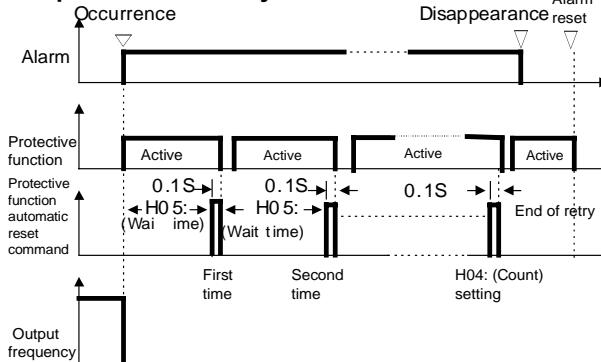 Occurrence
Disappearance
Alarm
reset
Alarm
Protective
function
Active
Active
Active
Active
Protective
function
automatic
reset
command
0.1S
0.1S
0.1S
H05:
(Wai ime)
H05:
(Wait time)
End of retry
First
time
Second
time
H04: (Count)
setting
Output
frequency